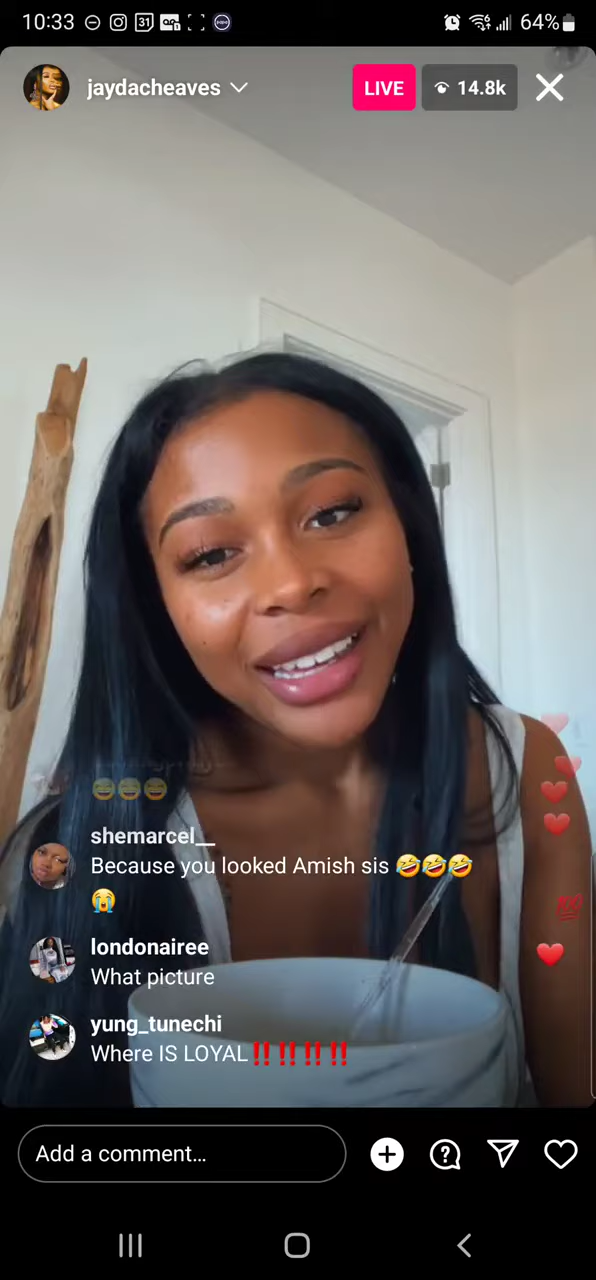 10:33
31
64%
jaydacheaves
LIVE
14.8k
😂😂😂
shemarcel__
Because you looked Amish sis 🤣🤣🤣
😭
londonairee
What picture
yung_tunechi
Where IS LOYAL‼️‼️‼️‼️
💯
Add a comment...